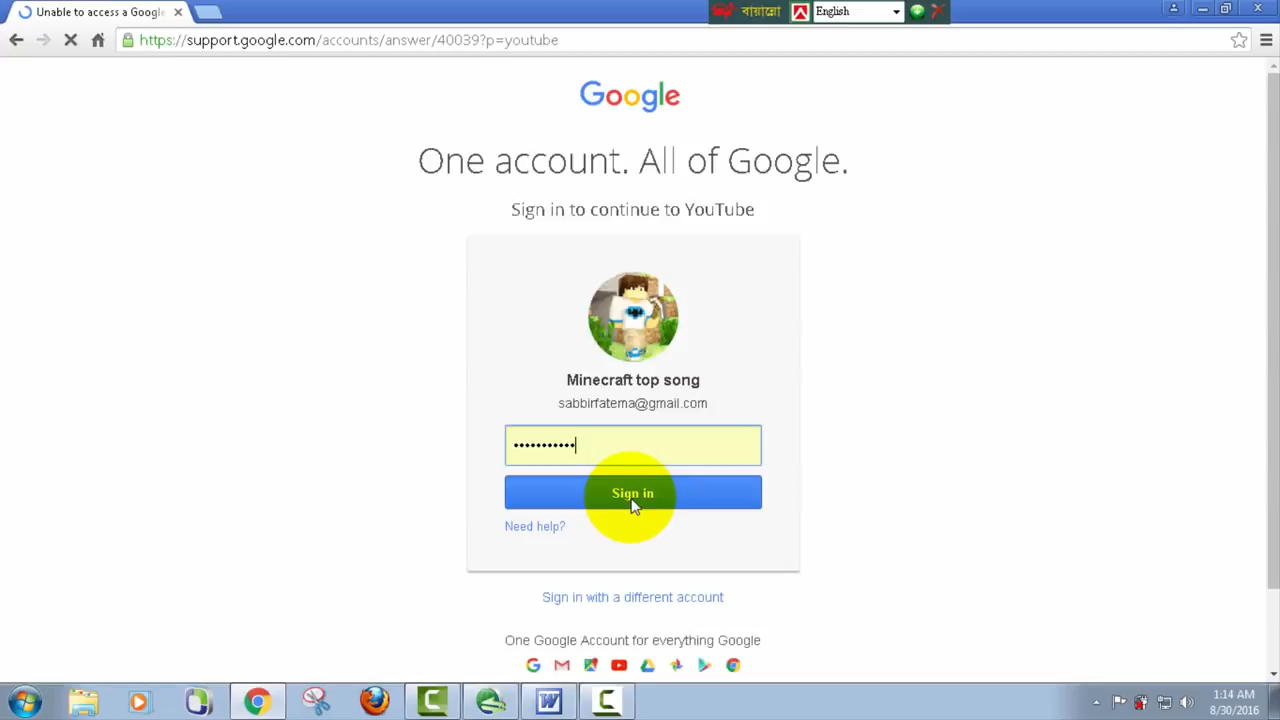 Unable to access a Google
বায়ান্নো
English
https://support.google.com/accounts/answer/40039?p=youtube
Google
One account. All of Google.
Sign in to continue to YouTube
Minecraft top song
sabbirfatema@gmail.com
•••••••••••
Sign in
Need help?
Sign in with a different account
One Google Account for everything Google
1:14 AM
8/30/2016